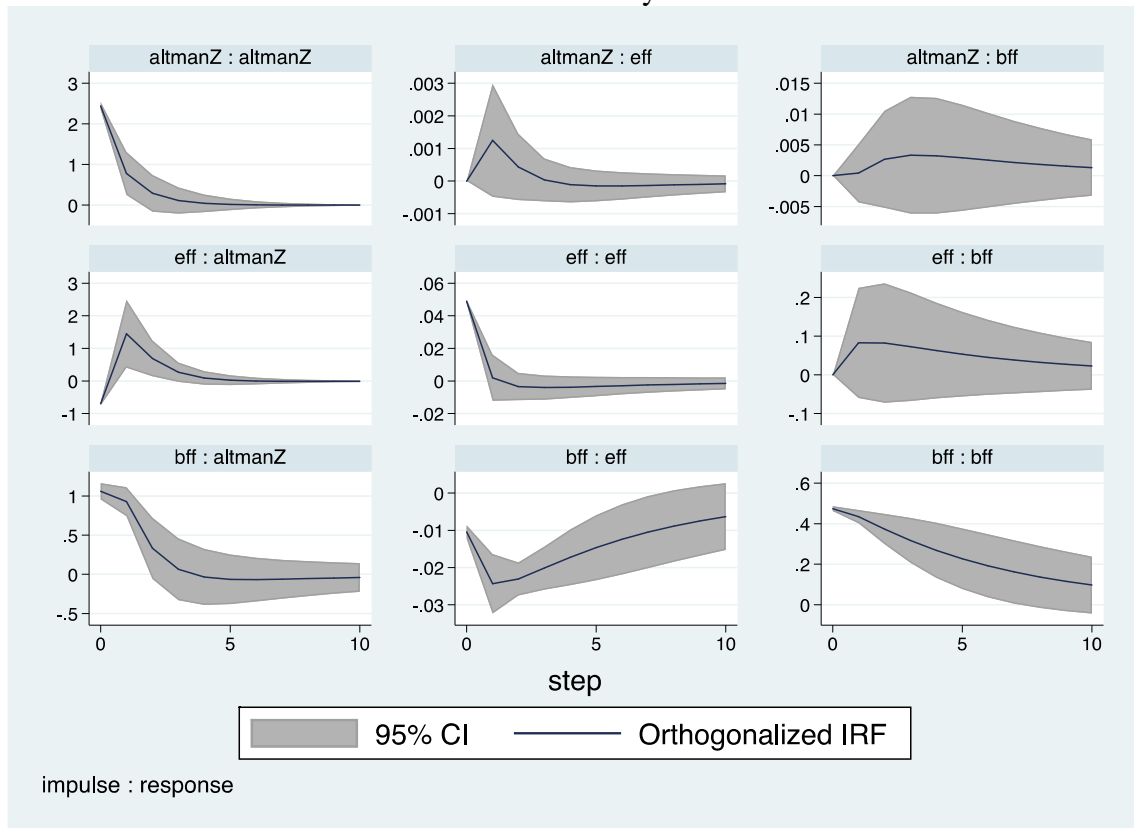 altmanZ : altmanZ
altmanZ : eff
altmanZ : bff
3
2
1
0
.003
.002
.001
0
-.001
.015
.01
.005
0
-.005
eff : altmanZ
eff : eff
eff : bff
3
2
1
0
-1
.06
.04
.02
0
-.02
.2
.1
0
-.1
bff : altmanZ
bff : eff
bff : bff
1
.5
0
-.5
0
-.01
-.02
-.03
.6
.4
.2
0
0 5 10
0 5 10
0 5 10
step
95% CI
Orthogonalized IRF
impulse : response